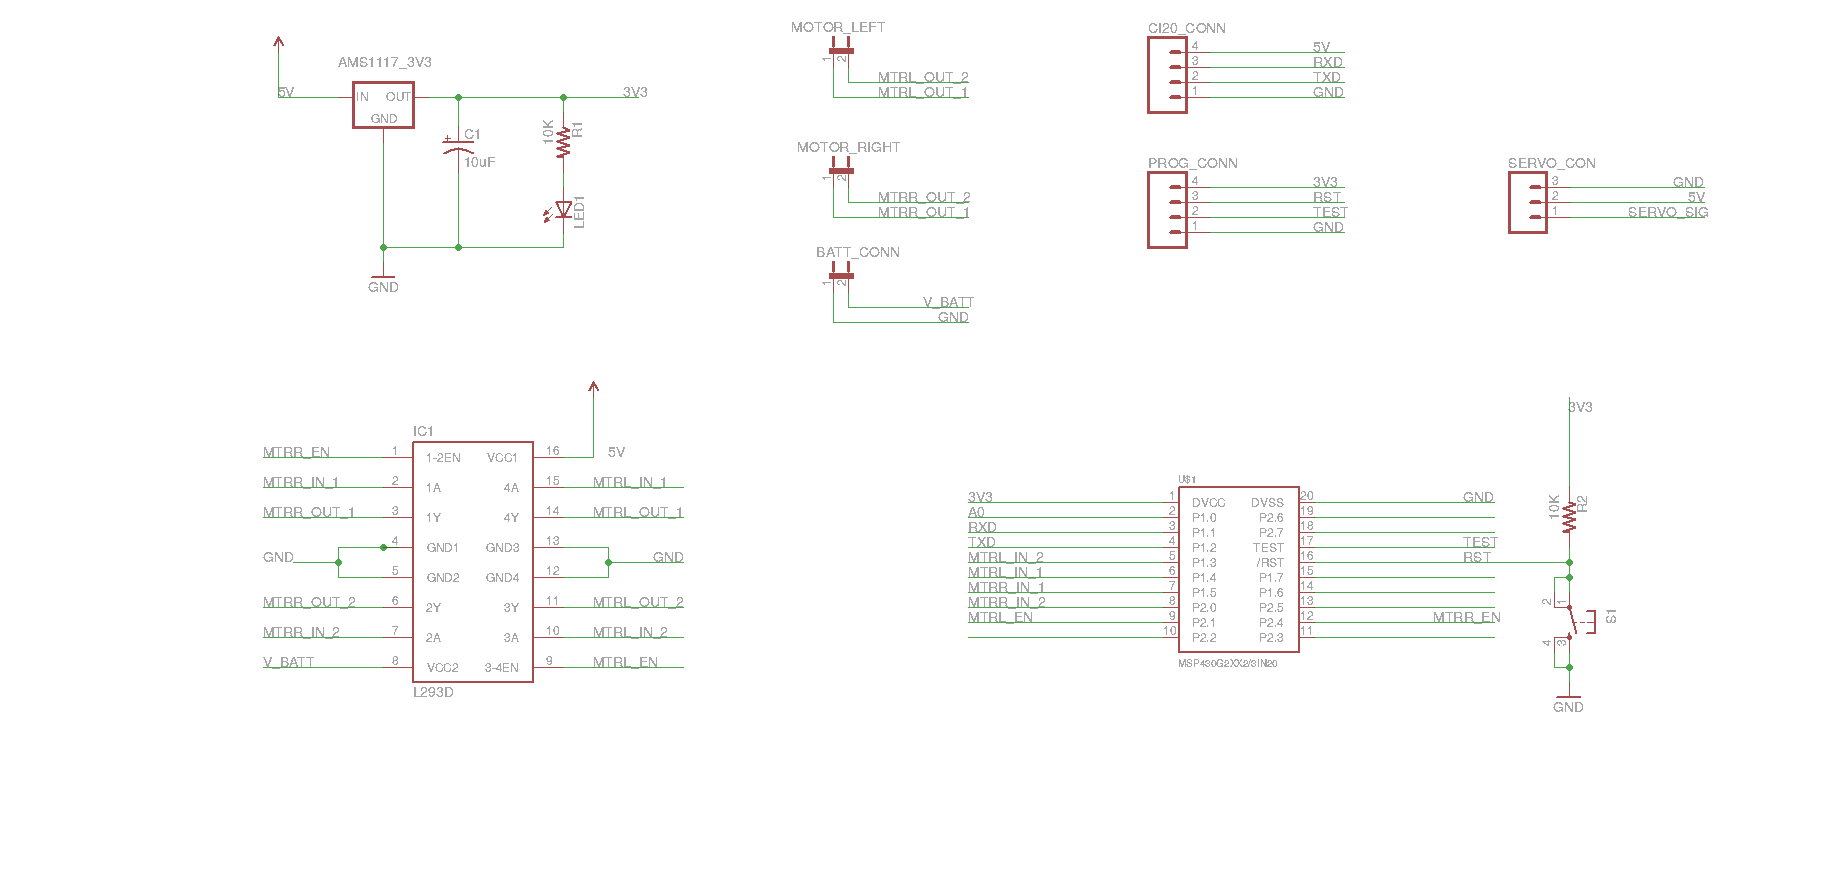 AMS1117_3V3
5V
IN
OUT
GND
3V3
C1
10uF
10K
R1
LED1
GND
MOTOR_LEFT
1
2
MTRL_OUT_2
MTRL_OUT_1
MOTOR_RIGHT
1
2
MTRR_OUT_2
MTRR_OUT_1
BATT_CONN
1
2
V_BATT
GND
CI20_CONN
4 5V
3 RXD
2 TXD
1 GND
PROG_CONN
4 3V3
3 RST
2 TEST
1 GND
SERVO_CON
3 GND
2 5V
1 SERVO_SIG
IC1
MTRR_EN 1 1-2EN VCC1 16 5V
MTRR_IN_1 2 1A 4A 15 MTRL_IN_1
MTRR_OUT_1 3 1Y 4Y 14 MTRL_OUT_1
4 GND1 GND3 13
GND GND
5 GND2 GND4 12
MTRR_OUT_2 6 2Y 3Y 11 MTRL_OUT_2
MTRR_IN_2 7 2A 3A 10 MTRL_IN_2
V_BATT 8 VCC2 3-4EN 9 MTRL_EN
L293D
U$1
3V3 1 DVCC DVSS 20 GND
A0 2 P1.0 P2.6 19
RXD 3 P1.1 P2.7 18
TXD 4 P1.2 TEST 17 TEST
MTRL_IN_2 5 P1.3 /RST 16 RST
MTRL_IN_1 6 P1.4 P1.7 15
MTRR_IN_1 7 P1.5 P1.6 14
MTRR_IN_2 8 P2.0 P2.5 13
MTRL_EN 9 P2.1 P2.4 12 MTRR_EN
10 P2.2 P2.3 11
MSP430G2XX2/3IN20
3V3
10K
R2
2
1
S1
4
3
GND